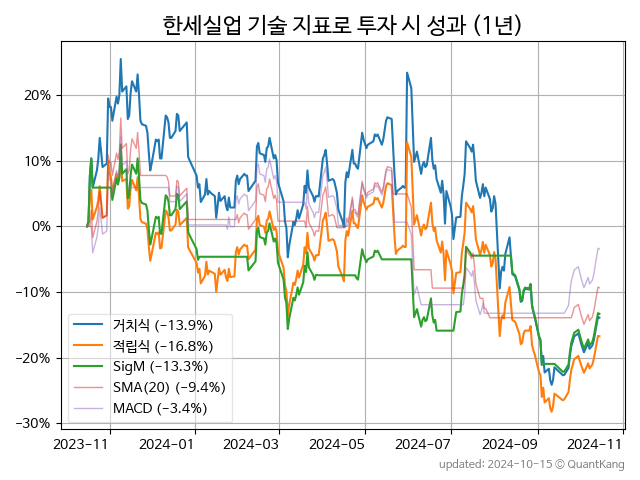 한세실업 기술 지표로 투자 시 성과 (1년)
20%
10%
0%
−10%
−20%
−30%
거치식 (−13.9%)
적립식 (−16.8%)
SigM (−13.3%)
SMA(20) (−9.4%)
MACD (−3.4%)
2023-11 2024-01 2024-03 2024-05 2024-07 2024-09 2024-11
updated: 2024-10-15 © QuantKang